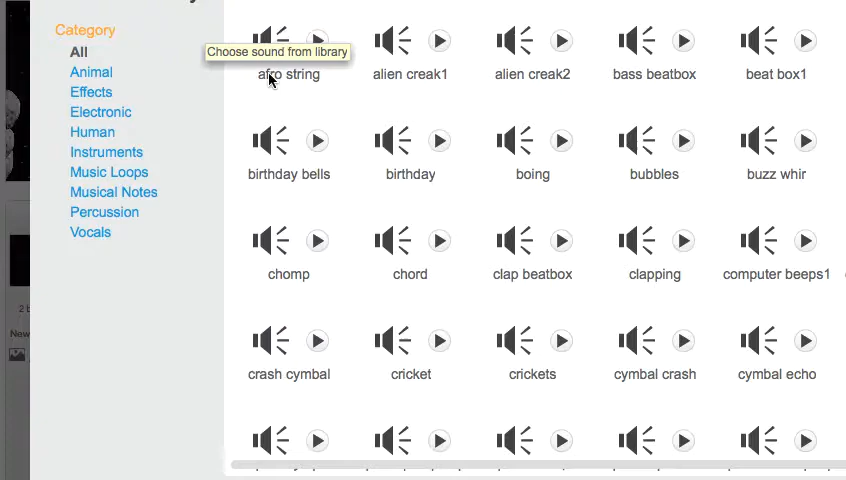 Category
All
Animal
Effects
Electronic
Human
Instruments
Music Loops
Musical Notes
Percussion
Vocals
Choose sound from library
afro string
alien creak1
alien creak2
bass beatbox
beat box1
birthday bells
birthday
boing
bubbles
buzz whir
chomp
chord
clap beatbox
clapping
computer beeps1
crash cymbal
cricket
crickets
cymbal crash
cymbal echo
New